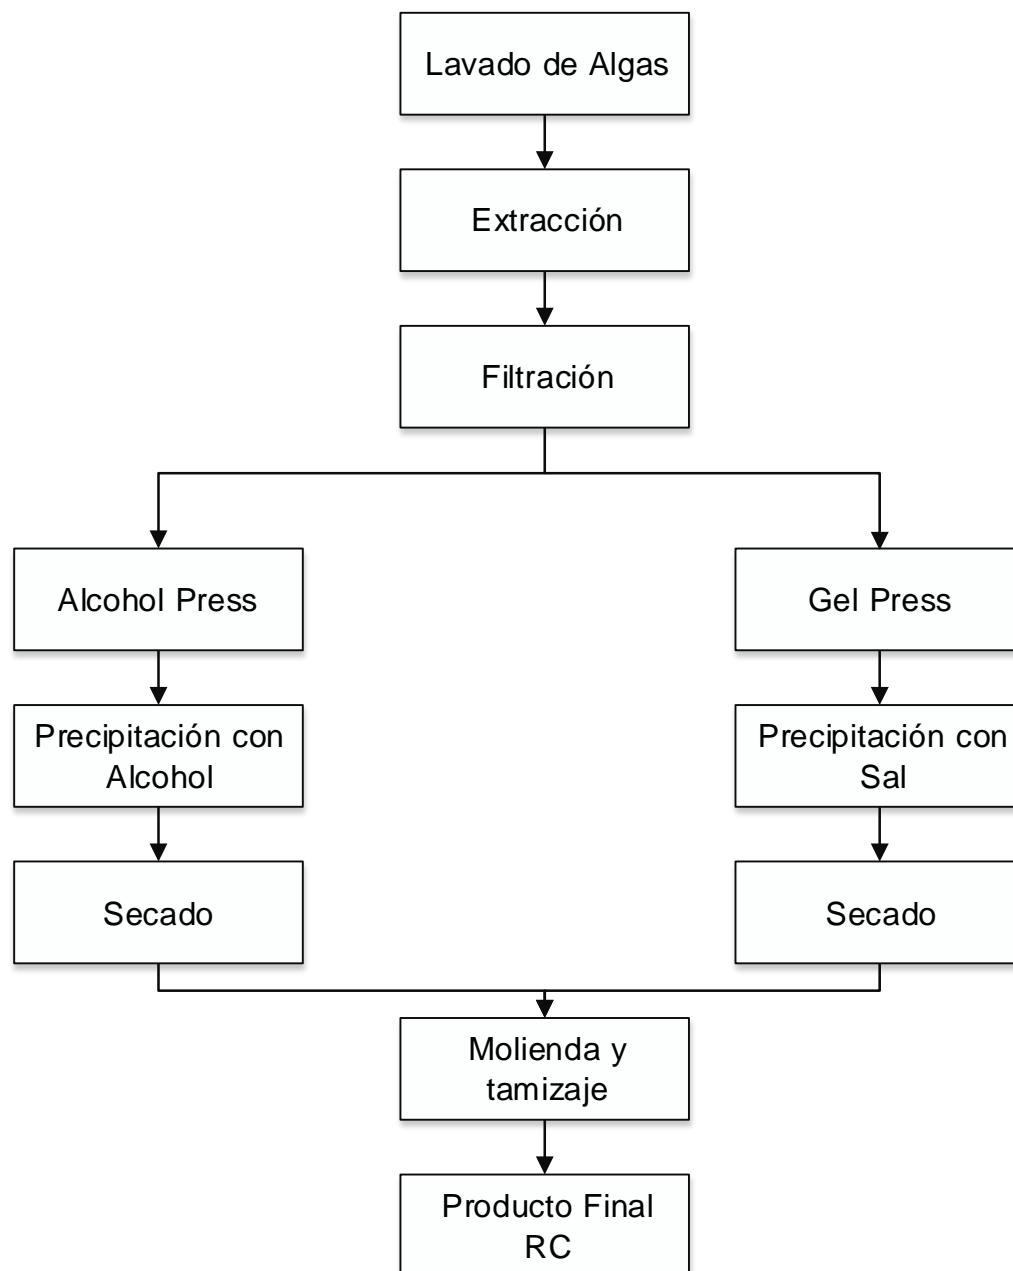 Lavado de Algas
Extracción
Filtración
Alcohol Press
Gel Press
Precipitación con
Alcohol
Precipitación con
Sal
Secado
Secado
Molienda y
tamizaje
Producto Final
RC